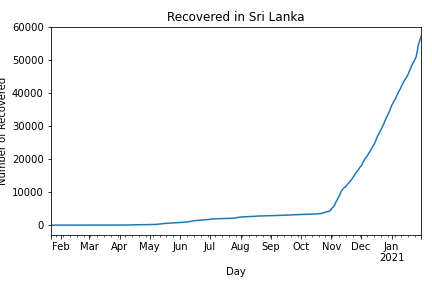 Recovered in Sri Lanka
Number of Recovered
60000
50000
40000
30000
20000
10000
0
Feb Mar Apr May Jun Jul Aug Sep Oct Nov Dec Jan
2021
Day